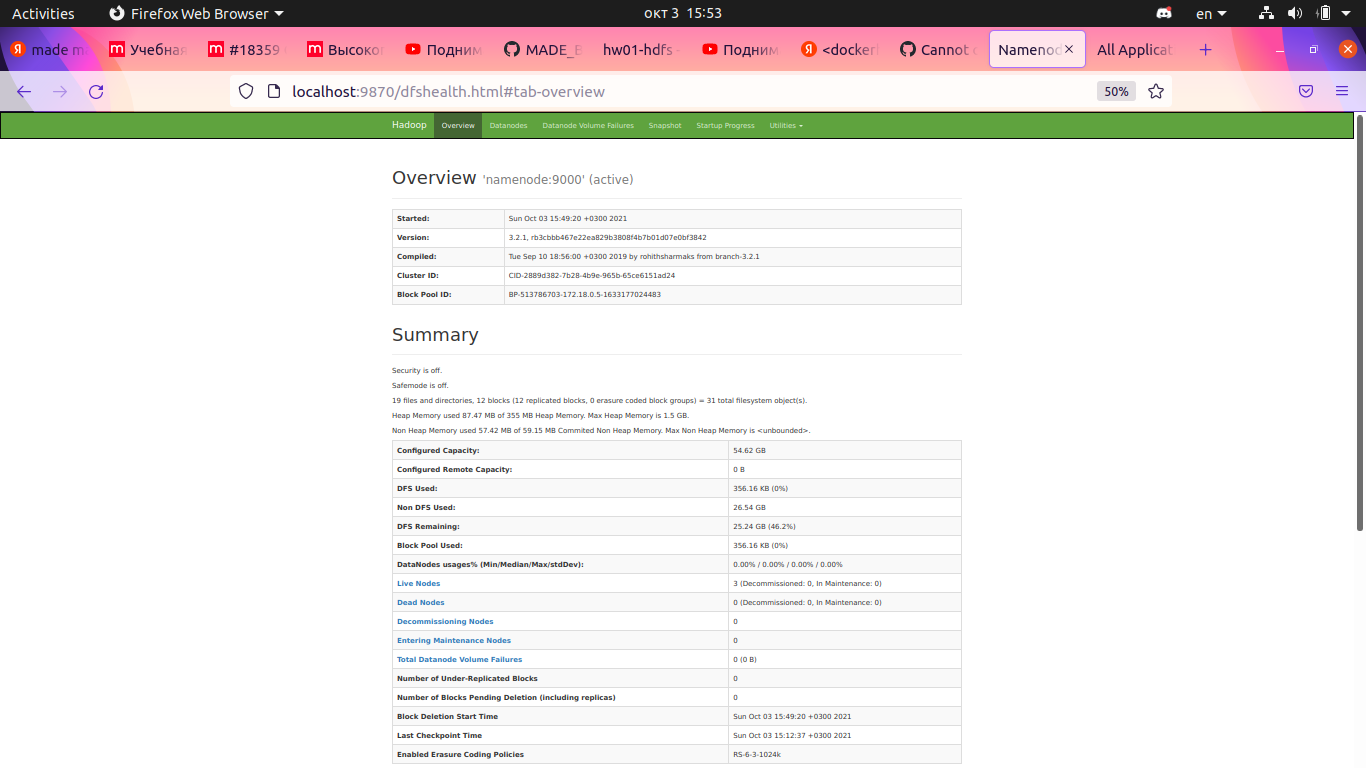 Activities Firefox Web Browser окт 3 15:53 en
made m Учебная #18359 Высоко Подним MADE_B hw01-hdfs - Подним <docker Cannot Nameno All Applicat
localhost:9870/dfshealth.html#tab-overview 50%
Hadoop Overview Datanodes Datanode Volume Failures Snapshot Startup Progress Utilities
Overview 'namenode:9000' (active)
Started: Sun Oct 03 15:49:20 +0300 2021
Version: 3.2.1, rb3cbbb467e22ea829b3808f4b7b01d07e0bf3842
Compiled: Tue Sep 10 18:56:00 +0300 2019 by rohithsharmaks from branch-3.2.1
Cluster ID: CID-2889d382-7b28-4b9e-965b-65ce6151ad24
Block Pool ID: BP-513786703-172.18.0.5-1633177024483
Summary
Security is off.
Safemode is off.
19 files and directories, 12 blocks (12 replicated blocks, 0 erasure coded block groups) = 31 total filesystem object(s).
Heap Memory used 87.47 MB of 355 MB Heap Memory. Max Heap Memory is 1.5 GB.
Non Heap Memory used 57.42 MB of 59.15 MB Commited Non Heap Memory. Max Non Heap Memory is <unbounded>.
Configured Capacity: 54.62 GB
Configured Remote Capacity: 0 B
DFS Used: 356.16 KB (0%)
Non DFS Used: 26.54 GB
DFS Remaining: 25.24 GB (46.2%)
Block Pool Used: 356.16 KB (0%)
DataNodes usages% (Min/Median/Max/stdDev): 0.00% / 0.00% / 0.00% / 0.00%
Live Nodes 3 (Decommissioned: 0, In Maintenance: 0)
Dead Nodes 0 (Decommissioned: 0, In Maintenance: 0)
Decommissioning Nodes 0
Entering Maintenance Nodes 0
Total Datanode Volume Failures 0 (0 B)
Number of Under-Replicated Blocks 0
Number of Blocks Pending Deletion (including replicas) 0
Block Deletion Start Time Sun Oct 03 15:49:20 +0300 2021
Last Checkpoint Time Sun Oct 03 15:12:37 +0300 2021
Enabled Erasure Coding Policies RS-6-3-1024k